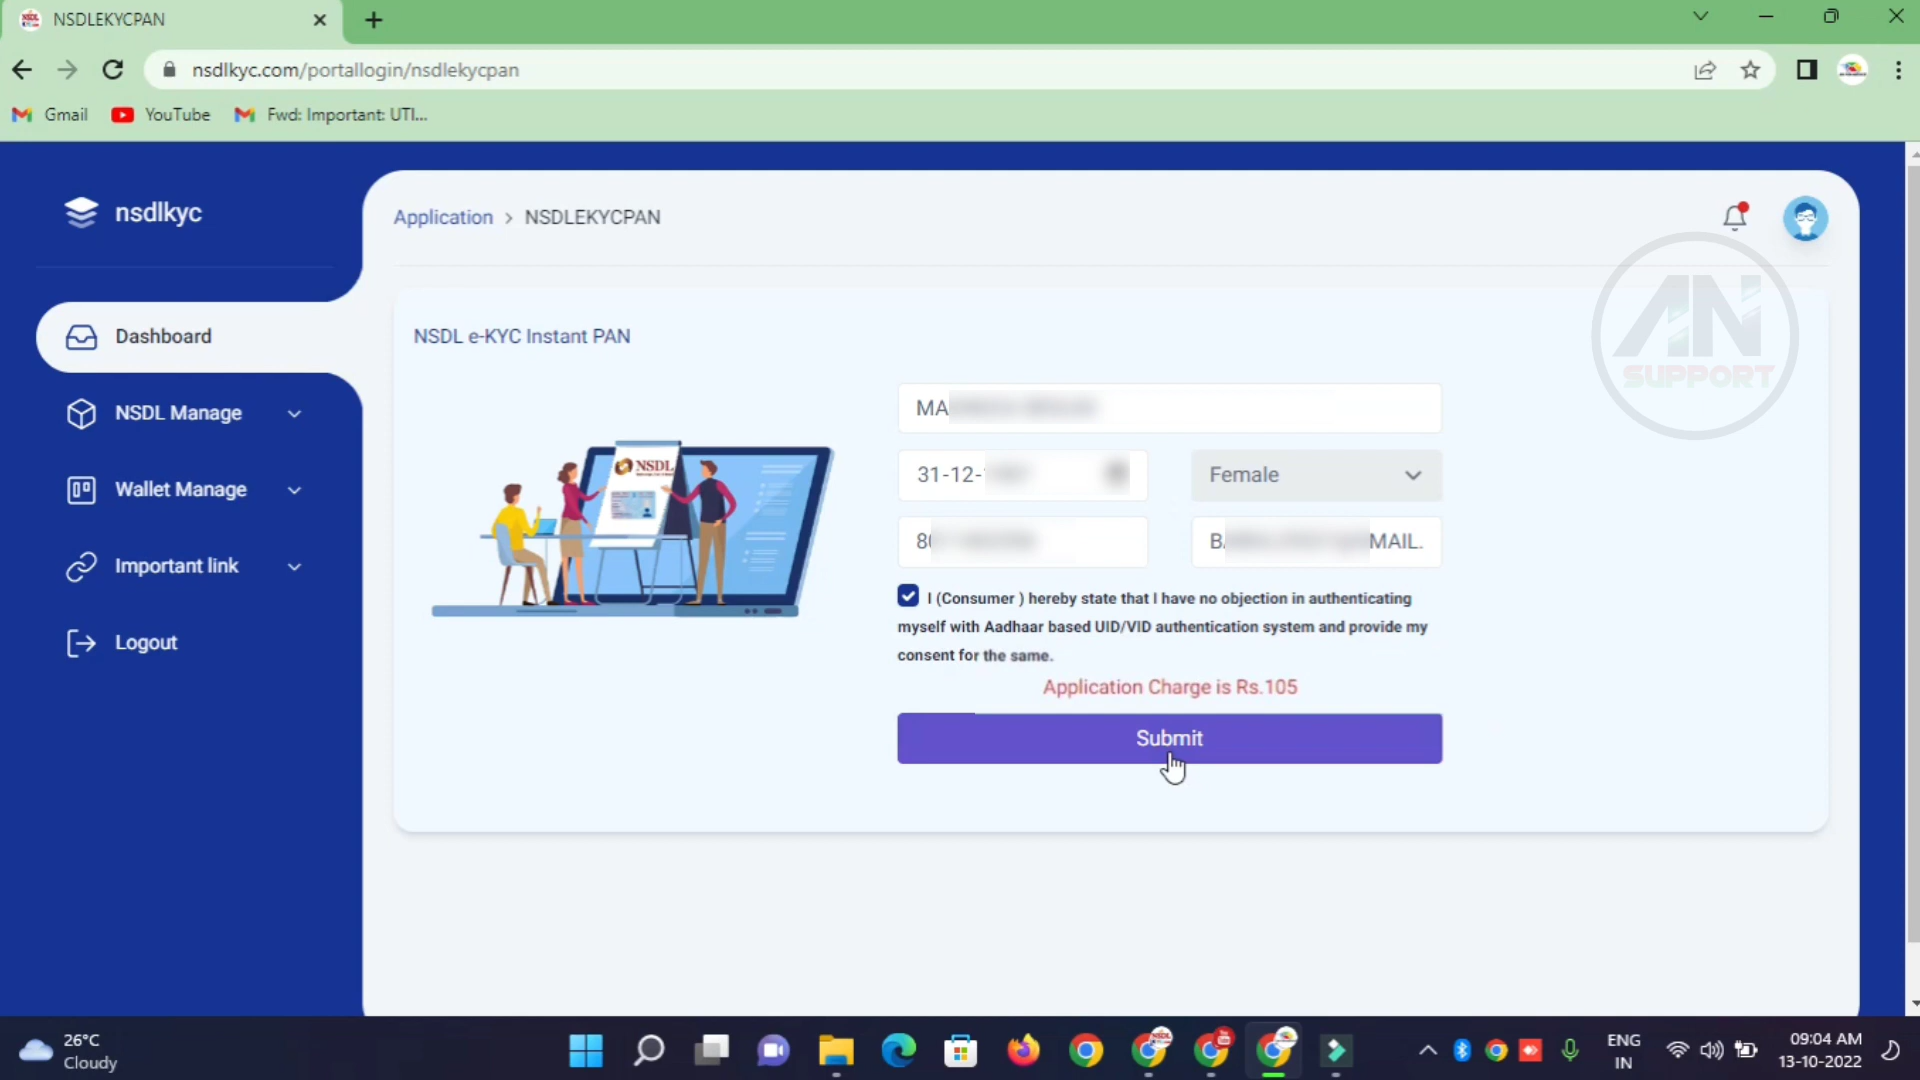 NSDLEKYCPAN
nsdlkyc.com/portallogin/nsdlekycpan
Gmail
YouTube
Fwd: Important: UTI...
nsdlkyc
Application > NSDLEKYCPAN
Dashboard
NSDL Manage
Wallet Manage
Important link
Logout
NSDL e-KYC Instant PAN
AN
SUPPORT
NSDL
MA
31-12-
Female
MAIL.
I (Consumer ) hereby state that I have no objection in authenticating
myself with Aadhaar based UID/VID authentication system and provide my
consent for the same.
Application Charge is Rs.105
Submit
26°C
Cloudy
ENG
IN
09:04 AM
13-10-2022